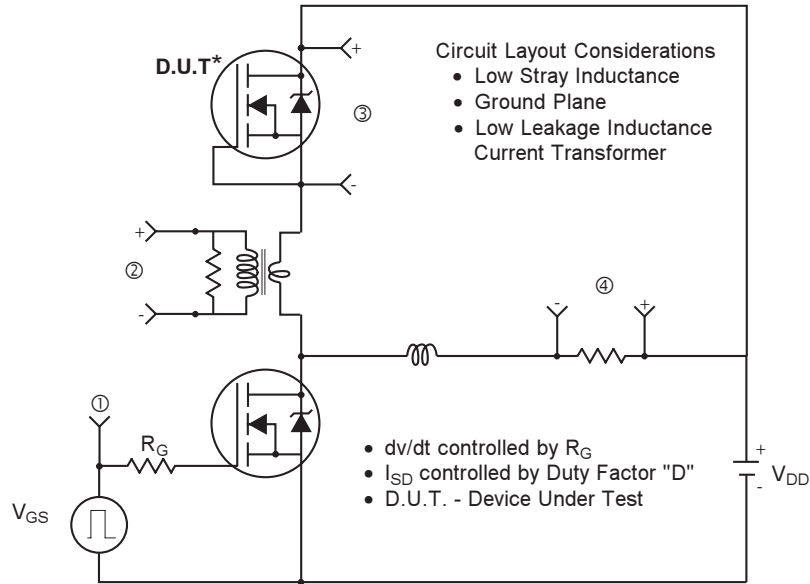 D.U.T*
+
③
-
Circuit Layout Considerations
• Low Stray Inductance
• Ground Plane
• Low Leakage Inductance
Current Transformer
+
②
-
④
-
+
①
RG
VGS
• dv/dt controlled by RG
• ISD controlled by Duty Factor "D"
• D.U.T. - Device Under Test
+
VDD
-